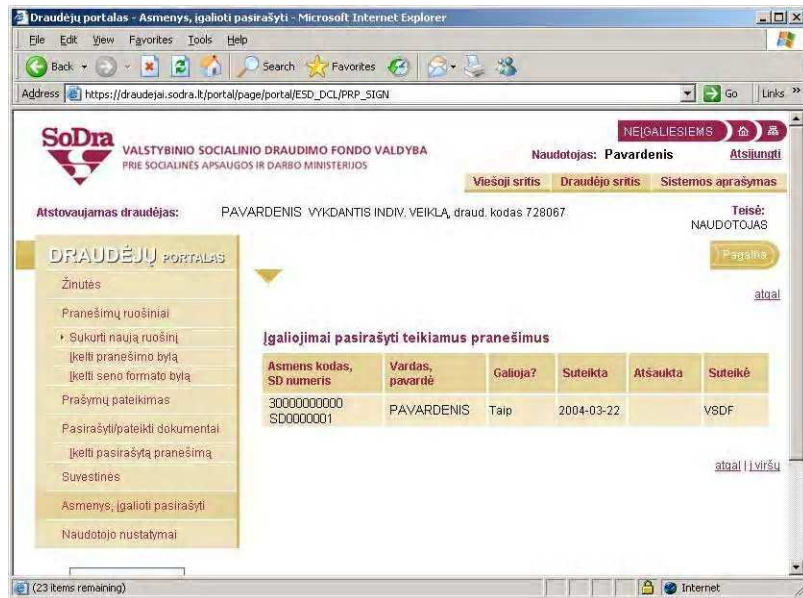 Draudėjų portalas - Asmenys, įgalioti pasirašyti - Microsoft Internet Explorer
File Edit View Favorites Tools Help
Back Search Favorites
Address https://draudejai.sodra.lt/portal/page/portal/ESD_DCL/PRP_SIGN Go Links »
NEĮGALIESIEMS
SoDra
VALSTYBINIO SOCIALINIO DRAUDIMO FONDO VALDYBA
PRIE SOCIALINĖS APSAUGOS IR DARBO MINISTERIJOS
Naudotojas: Pavardenis Atsijungti
Viešoji sritis Draudėjo sritis Sistemos aprašymas
Atstovaujamas draudėjas: PAVARDENIS VYKDANTIS INDIV. VEIKLĄ, draud. kodas 728067 Teisė:
NAUDOTOJAS
DRAUDĖJŲ PORTALAS
Pagalba
Žinutės
atgal
Pranešimų ruošiniai
Sukurti naują ruošinį
Įkelti pranešimo bylą
Įkelti seno formato bylą
Prašymų pateikimas
Pasirašyti/pateikti dokumentai
Įkelti pasirašytą pranešimą
Suvestinės
Asmenys, įgalioti pasirašyti
Naudotojo nustatymai
Įgaliojimai pasirašyti teikiamus pranešimus
Asmens kodas, SD numeris Vardas, pavardė Galioja? Suteikta Atšaukta Suteikė
30000000000 SD0000001 PAVARDENIS Taip 2004-03-22 VSDF
atgal | į viršų
(23 items remaining) Internet